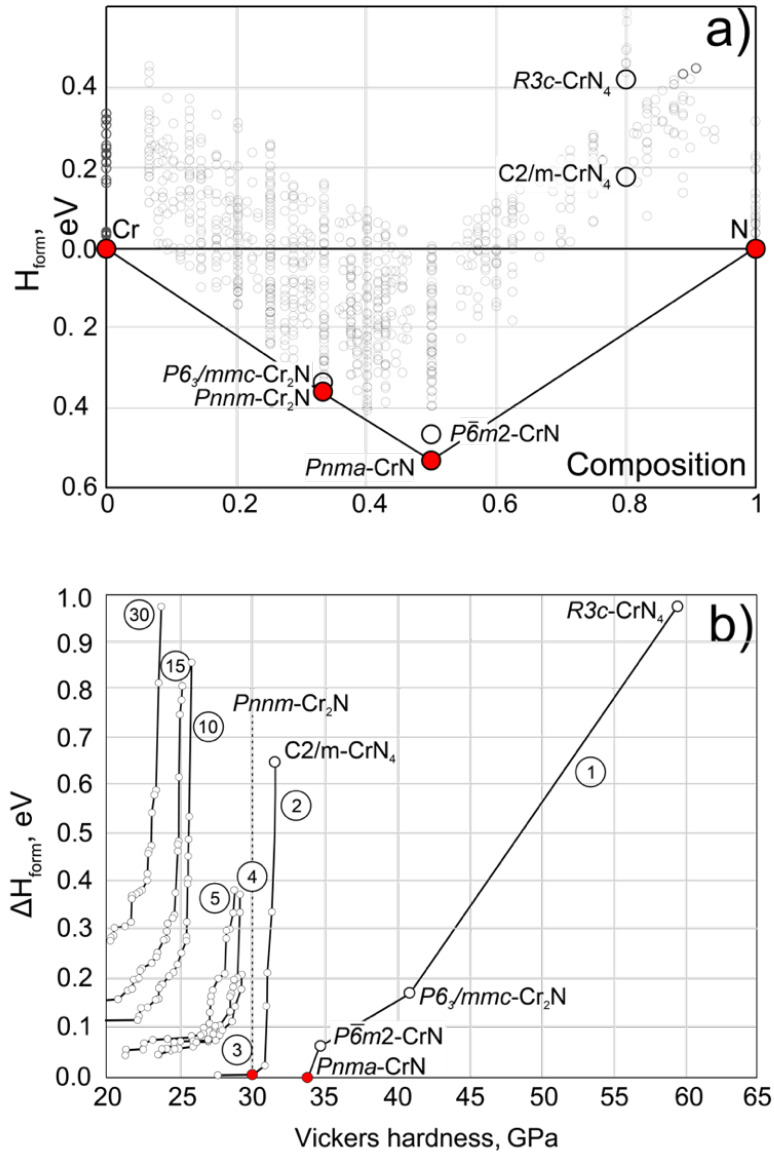 a)
0.4
R3c-CrN₄
0.2
C2/m-CrN₄
H_form, eV
Cr
N
0.0
0.2
P6₃/mmc-Cr₂N
Pnnm-Cr₂N
0.4
P6̅m2-CrN
Pnma-CrN
Composition
0.6
0 0.2 0.4 0.6 0.8 1
b)
1.0
R3c-CrN₄
30
0.9
15
0.8
Pnnm-Cr₂N
10
0.7
C2/m-CrN₄
1
0.6
2
ΔH_form, eV
0.5
4
0.4
5
0.3
0.2
P6₃/mmc-Cr₂N
0.1
P6̅m2-CrN
3
Pnma-CrN
0.0
20 25 30 35 40 45 50 55 60 65
Vickers hardness, GPa